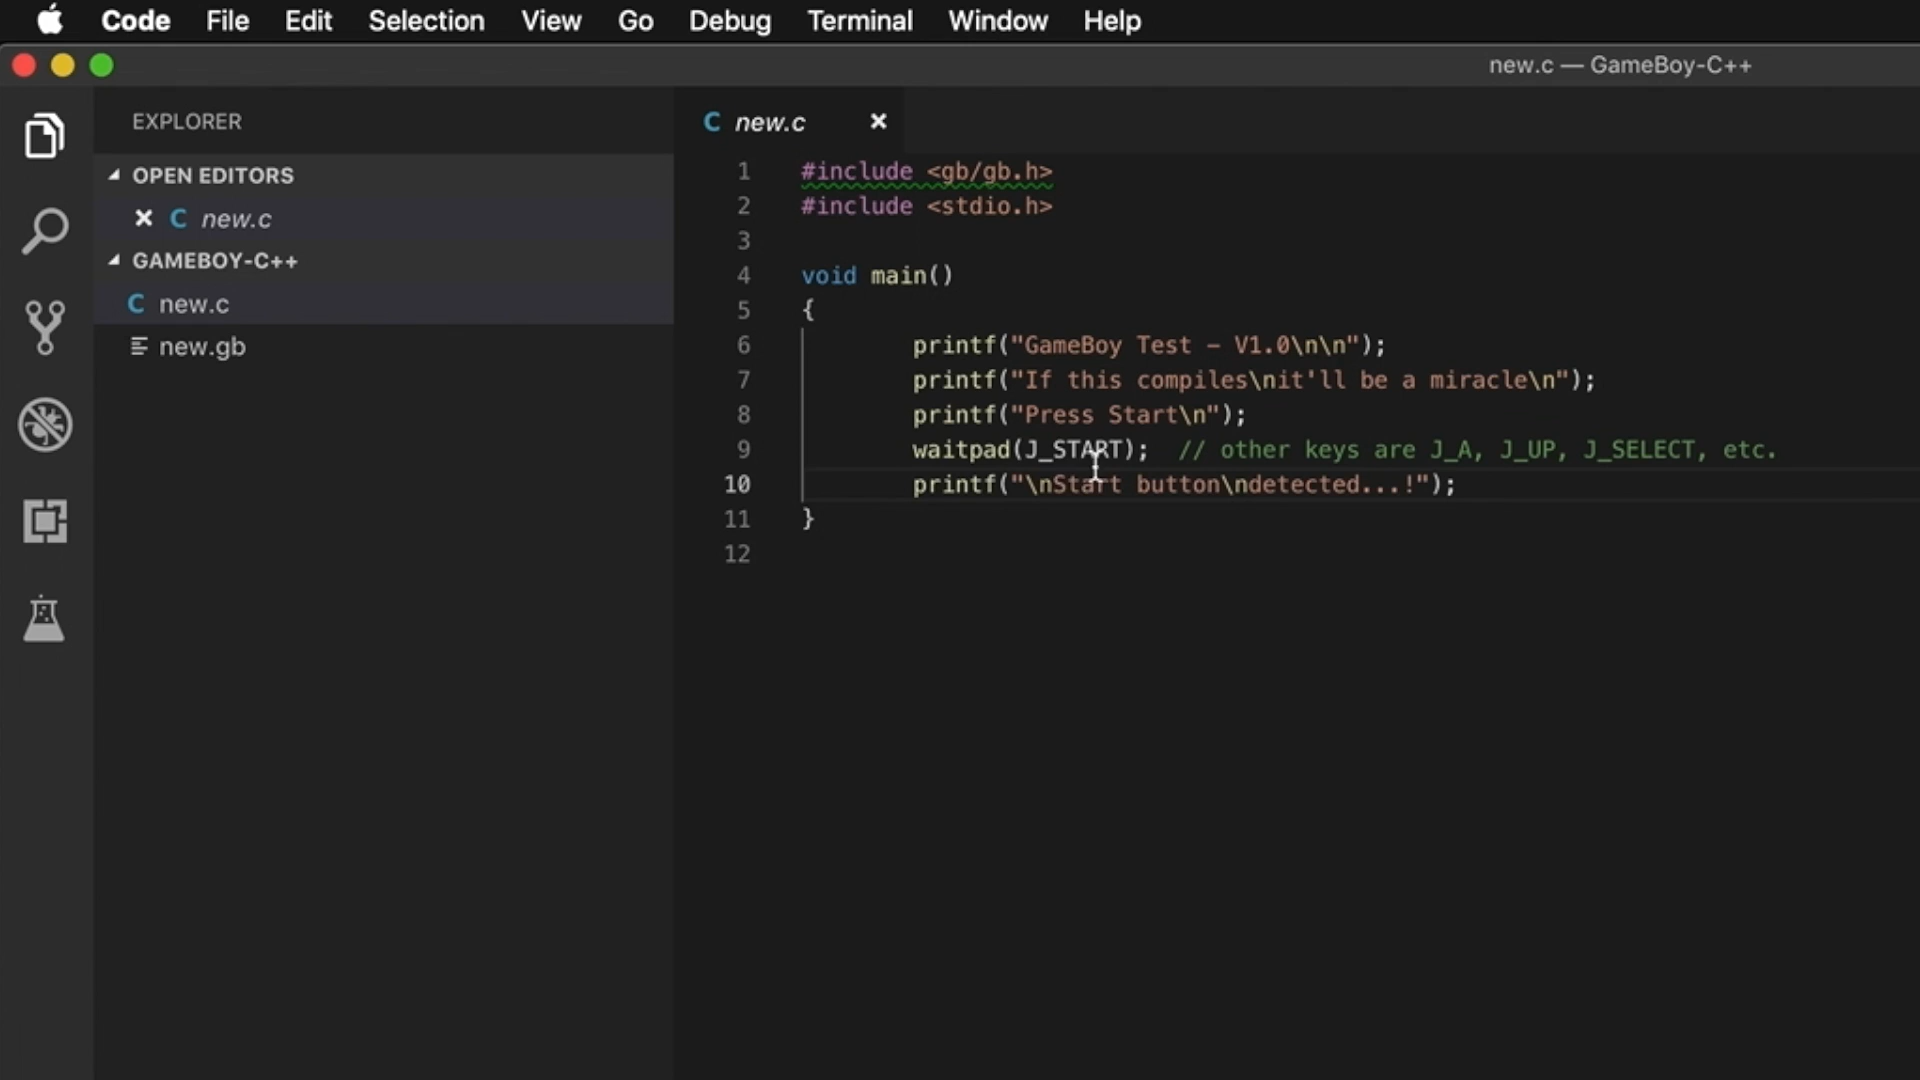 Code File Edit Selection View Go Debug Terminal Window Help
new.c — GameBoy-C++
EXPLORER
OPEN EDITORS
C new.c
GAMEBOY-C++
C new.c
new.gb
C new.c
1 #include <gb/gb.h>
2 #include <stdio.h>
3
4 void main()
5 {
6 printf("GameBoy Test – V1.0\n\n");
7 printf("If this compiles\nit'll be a miracle\n");
8 printf("Press Start\n");
9 waitpad(J_START);  // other keys are J_A, J_UP, J_SELECT, etc.
10 printf("\nStart button\ndetected...!");
11 }
12